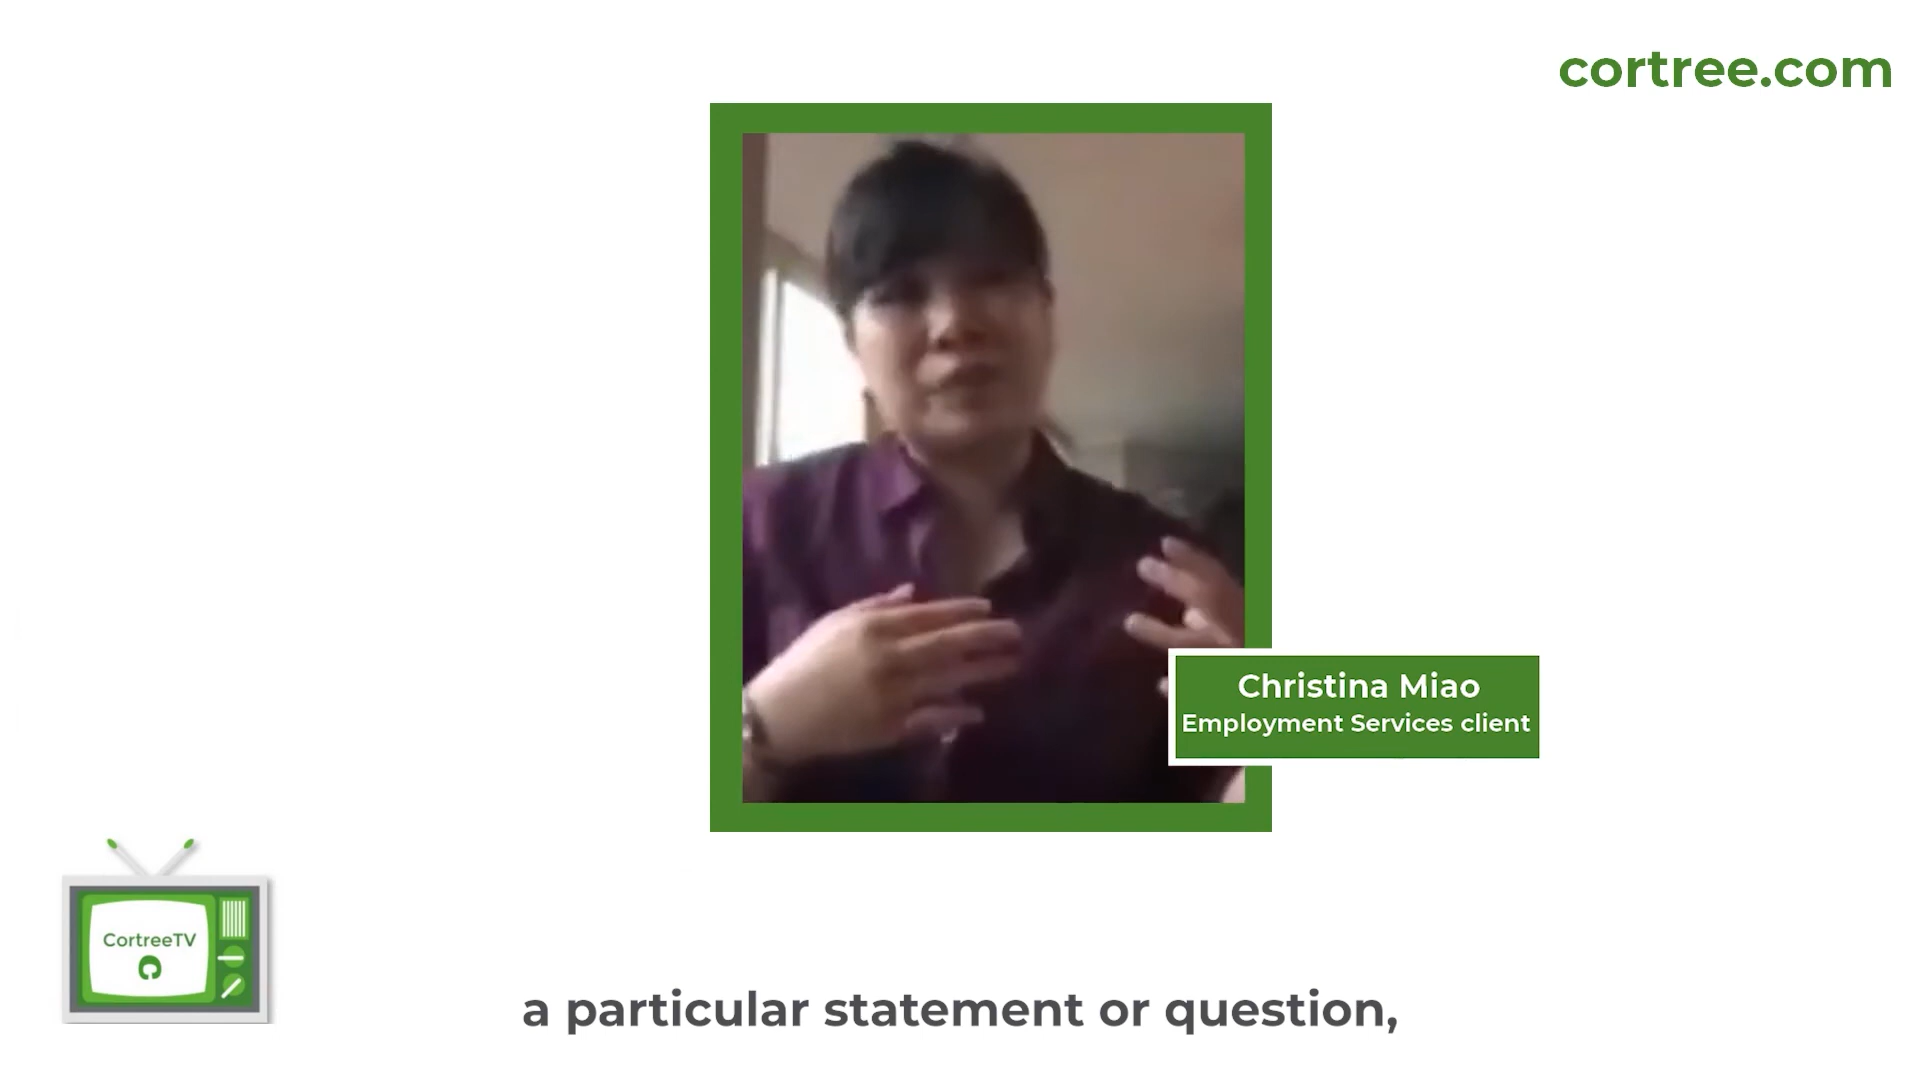 cortree.com
Christina Miao
Employment Services client
CortreeTV
a particular statement or question,